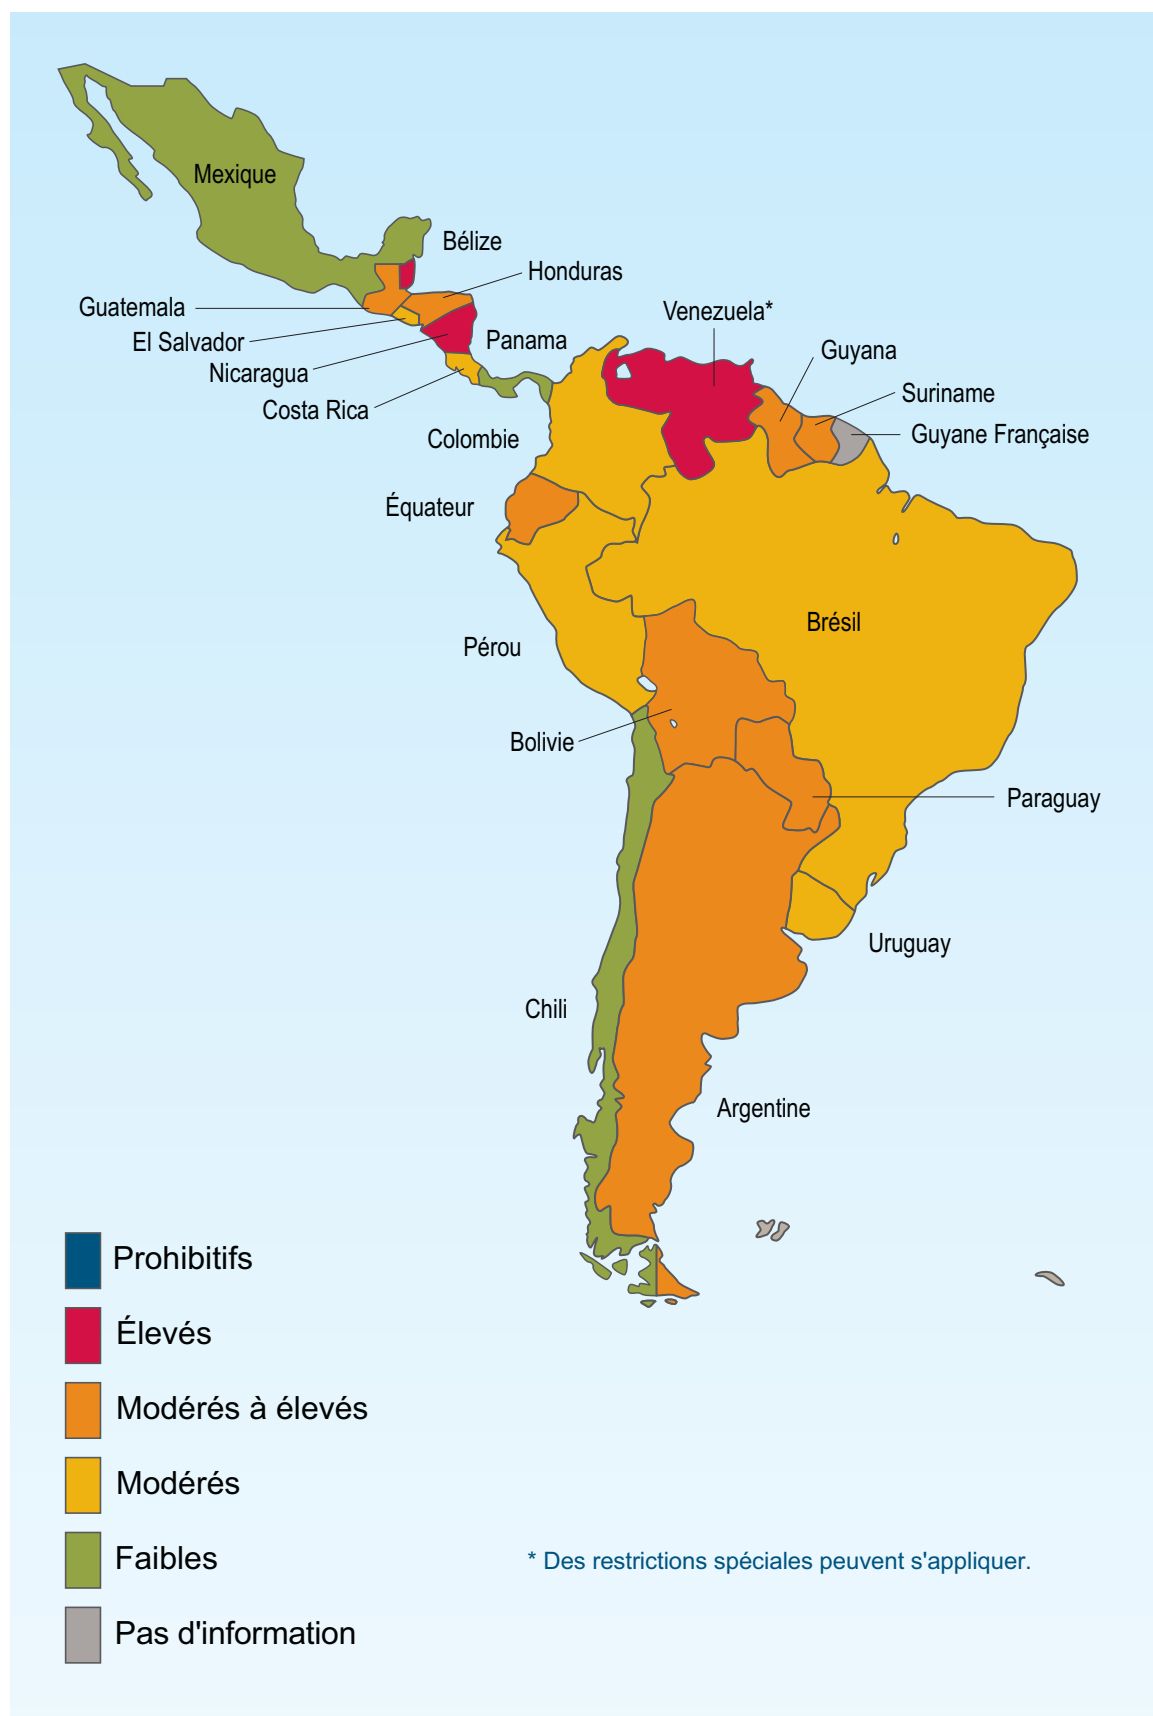 Mexique
Bélize
Honduras
Guatemala
Venezuela*
El Salvador
Panama
Guyana
Nicaragua
Suriname
Costa Rica
Colombie
Guyane Française
Équateur
Brésil
Pérou
Bolivie
Paraguay
Uruguay
Chili
Argentine
Prohibitifs
Élevés
Modérés à élevés
Modérés
Faibles
* Des restrictions spéciales peuvent s'appliquer.
Pas d'information